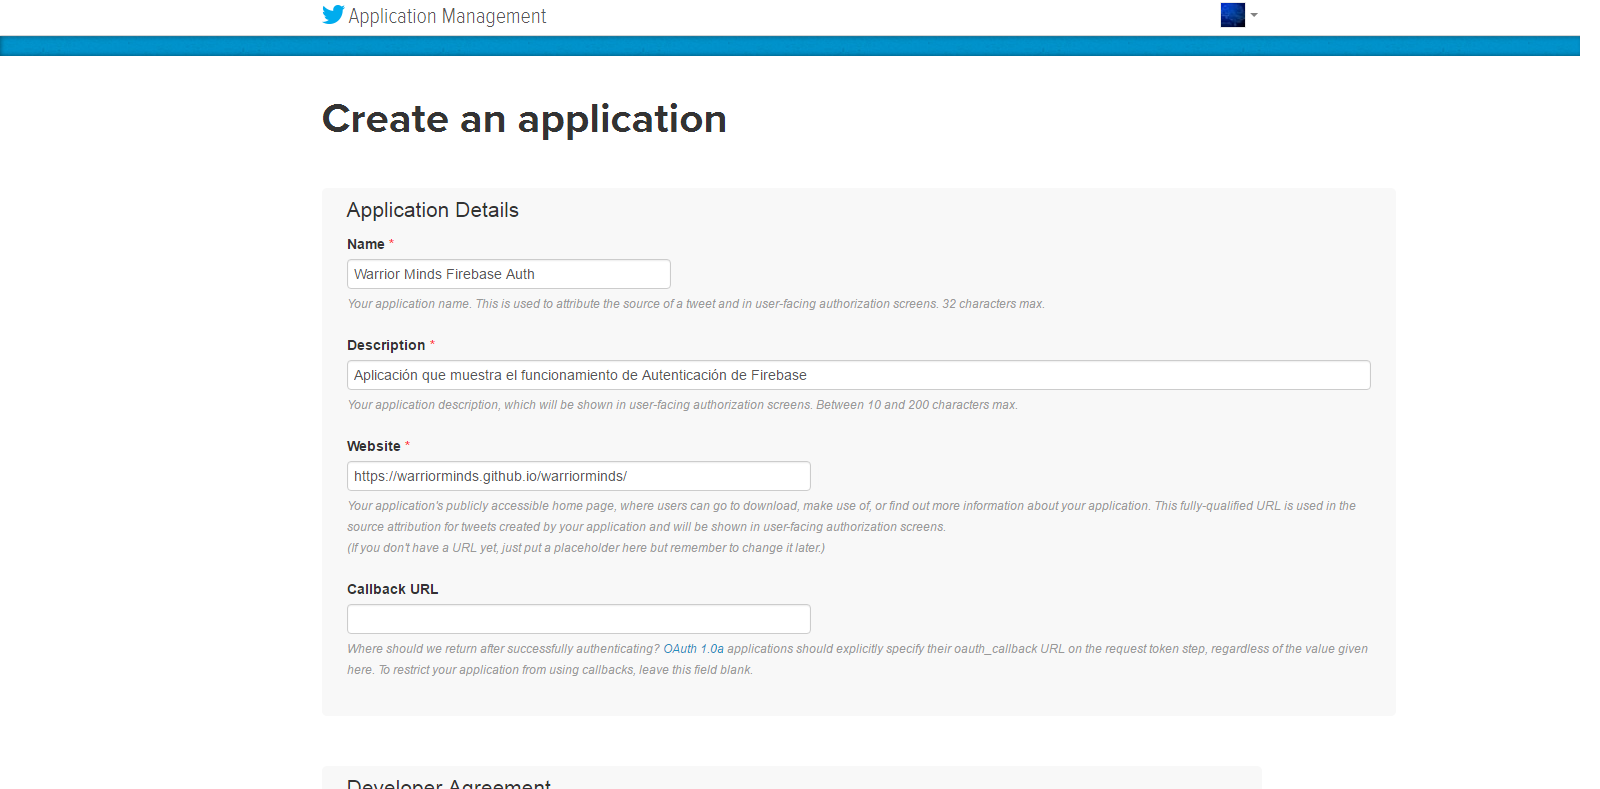 Application Management
Create an application
Application Details
Name *
Warrior Minds Firebase Auth
Your application name. This is used to attribute the source of a tweet and in user-facing authorization screens. 32 characters max.
Description *
Aplicación que muestra el funcionamiento de Autenticación de Firebase
Your application description, which will be shown in user-facing authorization screens. Between 10 and 200 characters max.
Website *
https://warriorminds.github.io/warriorminds/
Your application's publicly accessible home page, where users can go to download, make use of, or find out more information about your application. This fully-qualified URL is used in the
source attribution for tweets created by your application and will be shown in user-facing authorization screens.
(If you don't have a URL yet, just put a placeholder here but remember to change it later.)
Callback URL
Where should we return after successfully authenticating? OAuth 1.0a applications should explicitly specify their oauth_callback URL on the request token step, regardless of the value given
here. To restrict your application from using callbacks, leave this field blank.
Developer Agreement